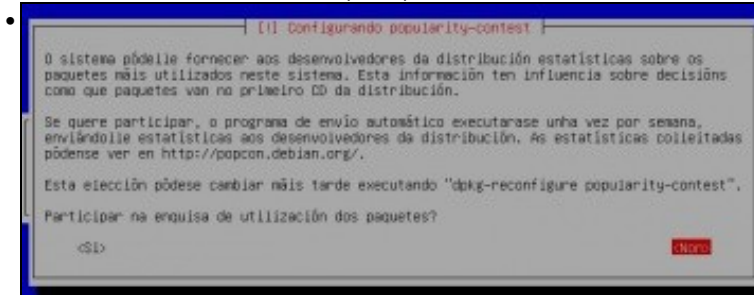 [!] Configurando popularity-contest
O sistema pódelle fornecer aos desenvolvedores da distribución estatísticas sobre os
paquetes máis utilizados neste sistema. Esta información ten influencia sobre decisións
como que paquetes van no primeiro CD da distribución.
Se quere participar, o programa de envío automático executarase unha vez por semana,
enviándolle estatísticas aos desenvolvedores da distribución. As estatísticas colleitadas
pódense ver en http://popcon.debian.org/.
Esta elección pódese cambiar máis tarde executando "dpkg-reconfigure popularity-contest".
Participar na enquisa de utilización dos paquetes?
<Si> <Non>